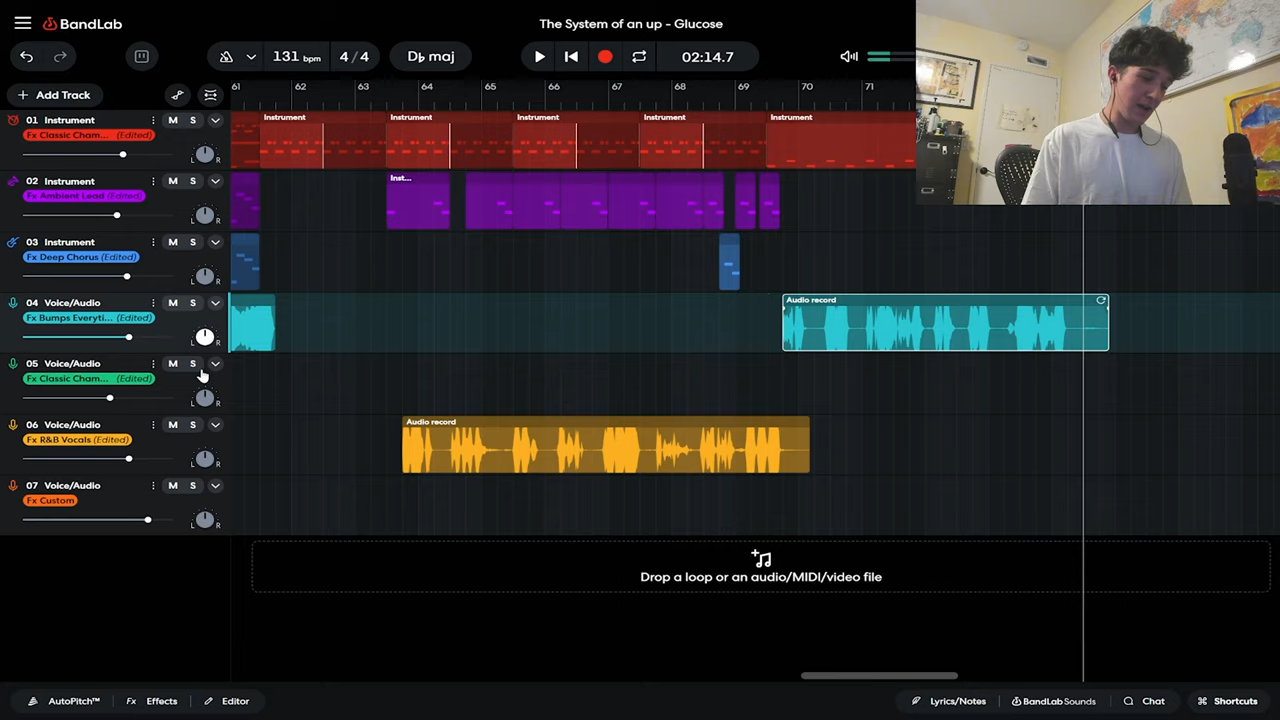 BandLab
The System of an up - Glucose
131 bpm
4/4
D♭ maj
02:14.7
Add Track
61 62 63 64 65 66 67 68 69 70 71
01 Instrument M S
Fx Classic Cham... (Edited)
L R
Instrument Instrument Instrument Instrument Instrument
02 Instrument M S
Fx Ambient Lead (Edited)
L R
Inst...
03 Instrument M S
Fx Deep Chorus (Edited)
L R
04 Voice/Audio M S
Fx Bumps Everyti... (Edited)
L R
Audio record
05 Voice/Audio M S
Fx Classic Cham... (Edited)
L R
06 Voice/Audio M S
Fx R&B Vocals (Edited)
L R
Audio record
07 Voice/Audio M S
Fx Custom
L R
Drop a loop or an audio/MIDI/video file
AutoPitch™ Fx Effects Editor Lyrics/Notes BandLab Sounds Chat Shortcuts